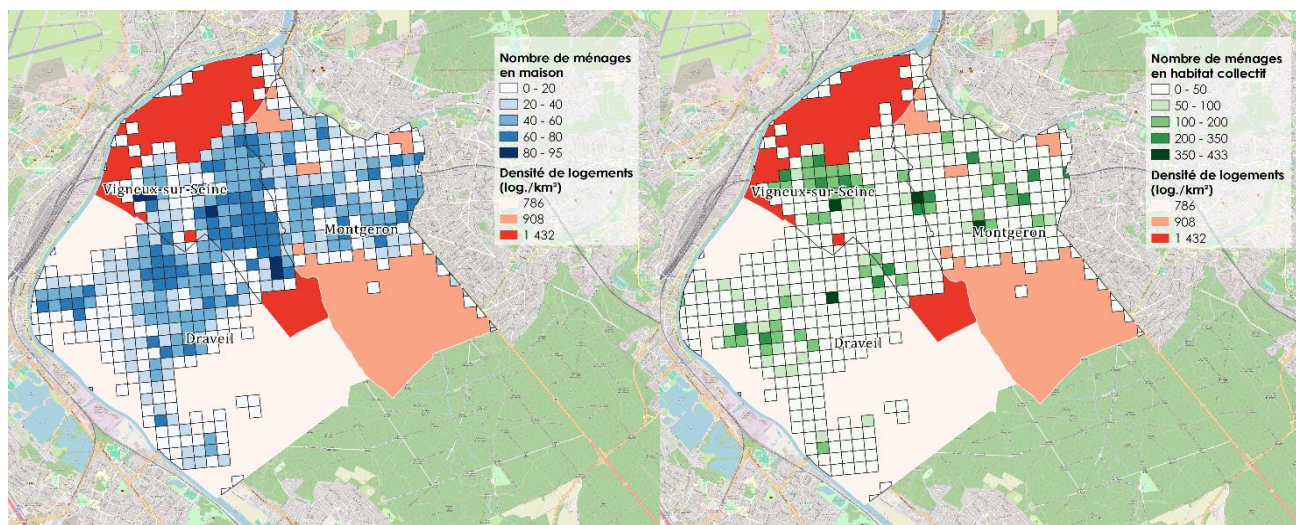 Nombre de ménages
en maison
0 - 20
20 - 40
40 - 60
60 - 80
80 - 95
Densité de logements
(log./km²)
786
908
1 432
Vigneux-sur-Seine
Montgeron
Draveil
Nombre de ménages
en habitat collectif
0 - 50
50 - 100
100 - 200
200 - 350
350 - 433
Densité de logements
(log./km²)
786
908
1 432
Vigneux-sur-Seine
Montgeron
Draveil